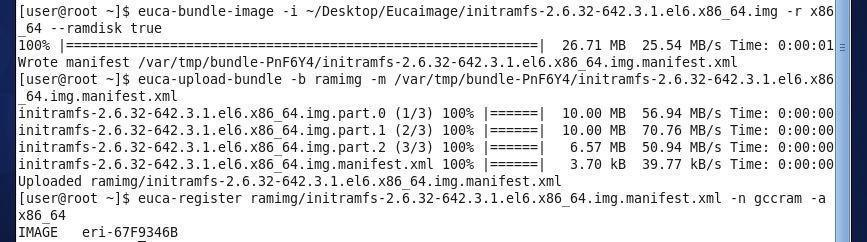 [user@root ~]$ euca-bundle-image -i ~/Desktop/Eucaimage/initramfs-2.6.32-642.3.1.el6.x86_64.img -r x86
_64 --ramdisk true
100% |==========================================================| 26.71 MB 25.54 MB/s Time: 0:00:01
Wrote manifest /var/tmp/bundle-PnF6Y4/initramfs-2.6.32-642.3.1.el6.x86_64.img.manifest.xml
[user@root ~]$ euca-upload-bundle -b ramimg -m /var/tmp/bundle-PnF6Y4/initramfs-2.6.32-642.3.1.el6.x86
_64.img.manifest.xml
initramfs-2.6.32-642.3.1.el6.x86_64.img.part.0 (1/3) 100% |======| 10.00 MB 56.94 MB/s Time: 0:00:00
initramfs-2.6.32-642.3.1.el6.x86_64.img.part.1 (2/3) 100% |======| 10.00 MB 70.76 MB/s Time: 0:00:00
initramfs-2.6.32-642.3.1.el6.x86_64.img.part.2 (3/3) 100% |======| 6.57 MB 50.94 MB/s Time: 0:00:00
initramfs-2.6.32-642.3.1.el6.x86_64.img.manifest.xml 100% |======| 3.70 kB 39.77 kB/s Time: 0:00:00
Uploaded ramimg/initramfs-2.6.32-642.3.1.el6.x86_64.img.manifest.xml
[user@root ~]$ euca-register ramimg/initramfs-2.6.32-642.3.1.el6.x86_64.img.manifest.xml -n gccram -a
x86_64
IMAGE eri-67F9346B